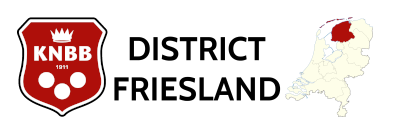 KNBB
1911
DISTRICT
FRIESLAND